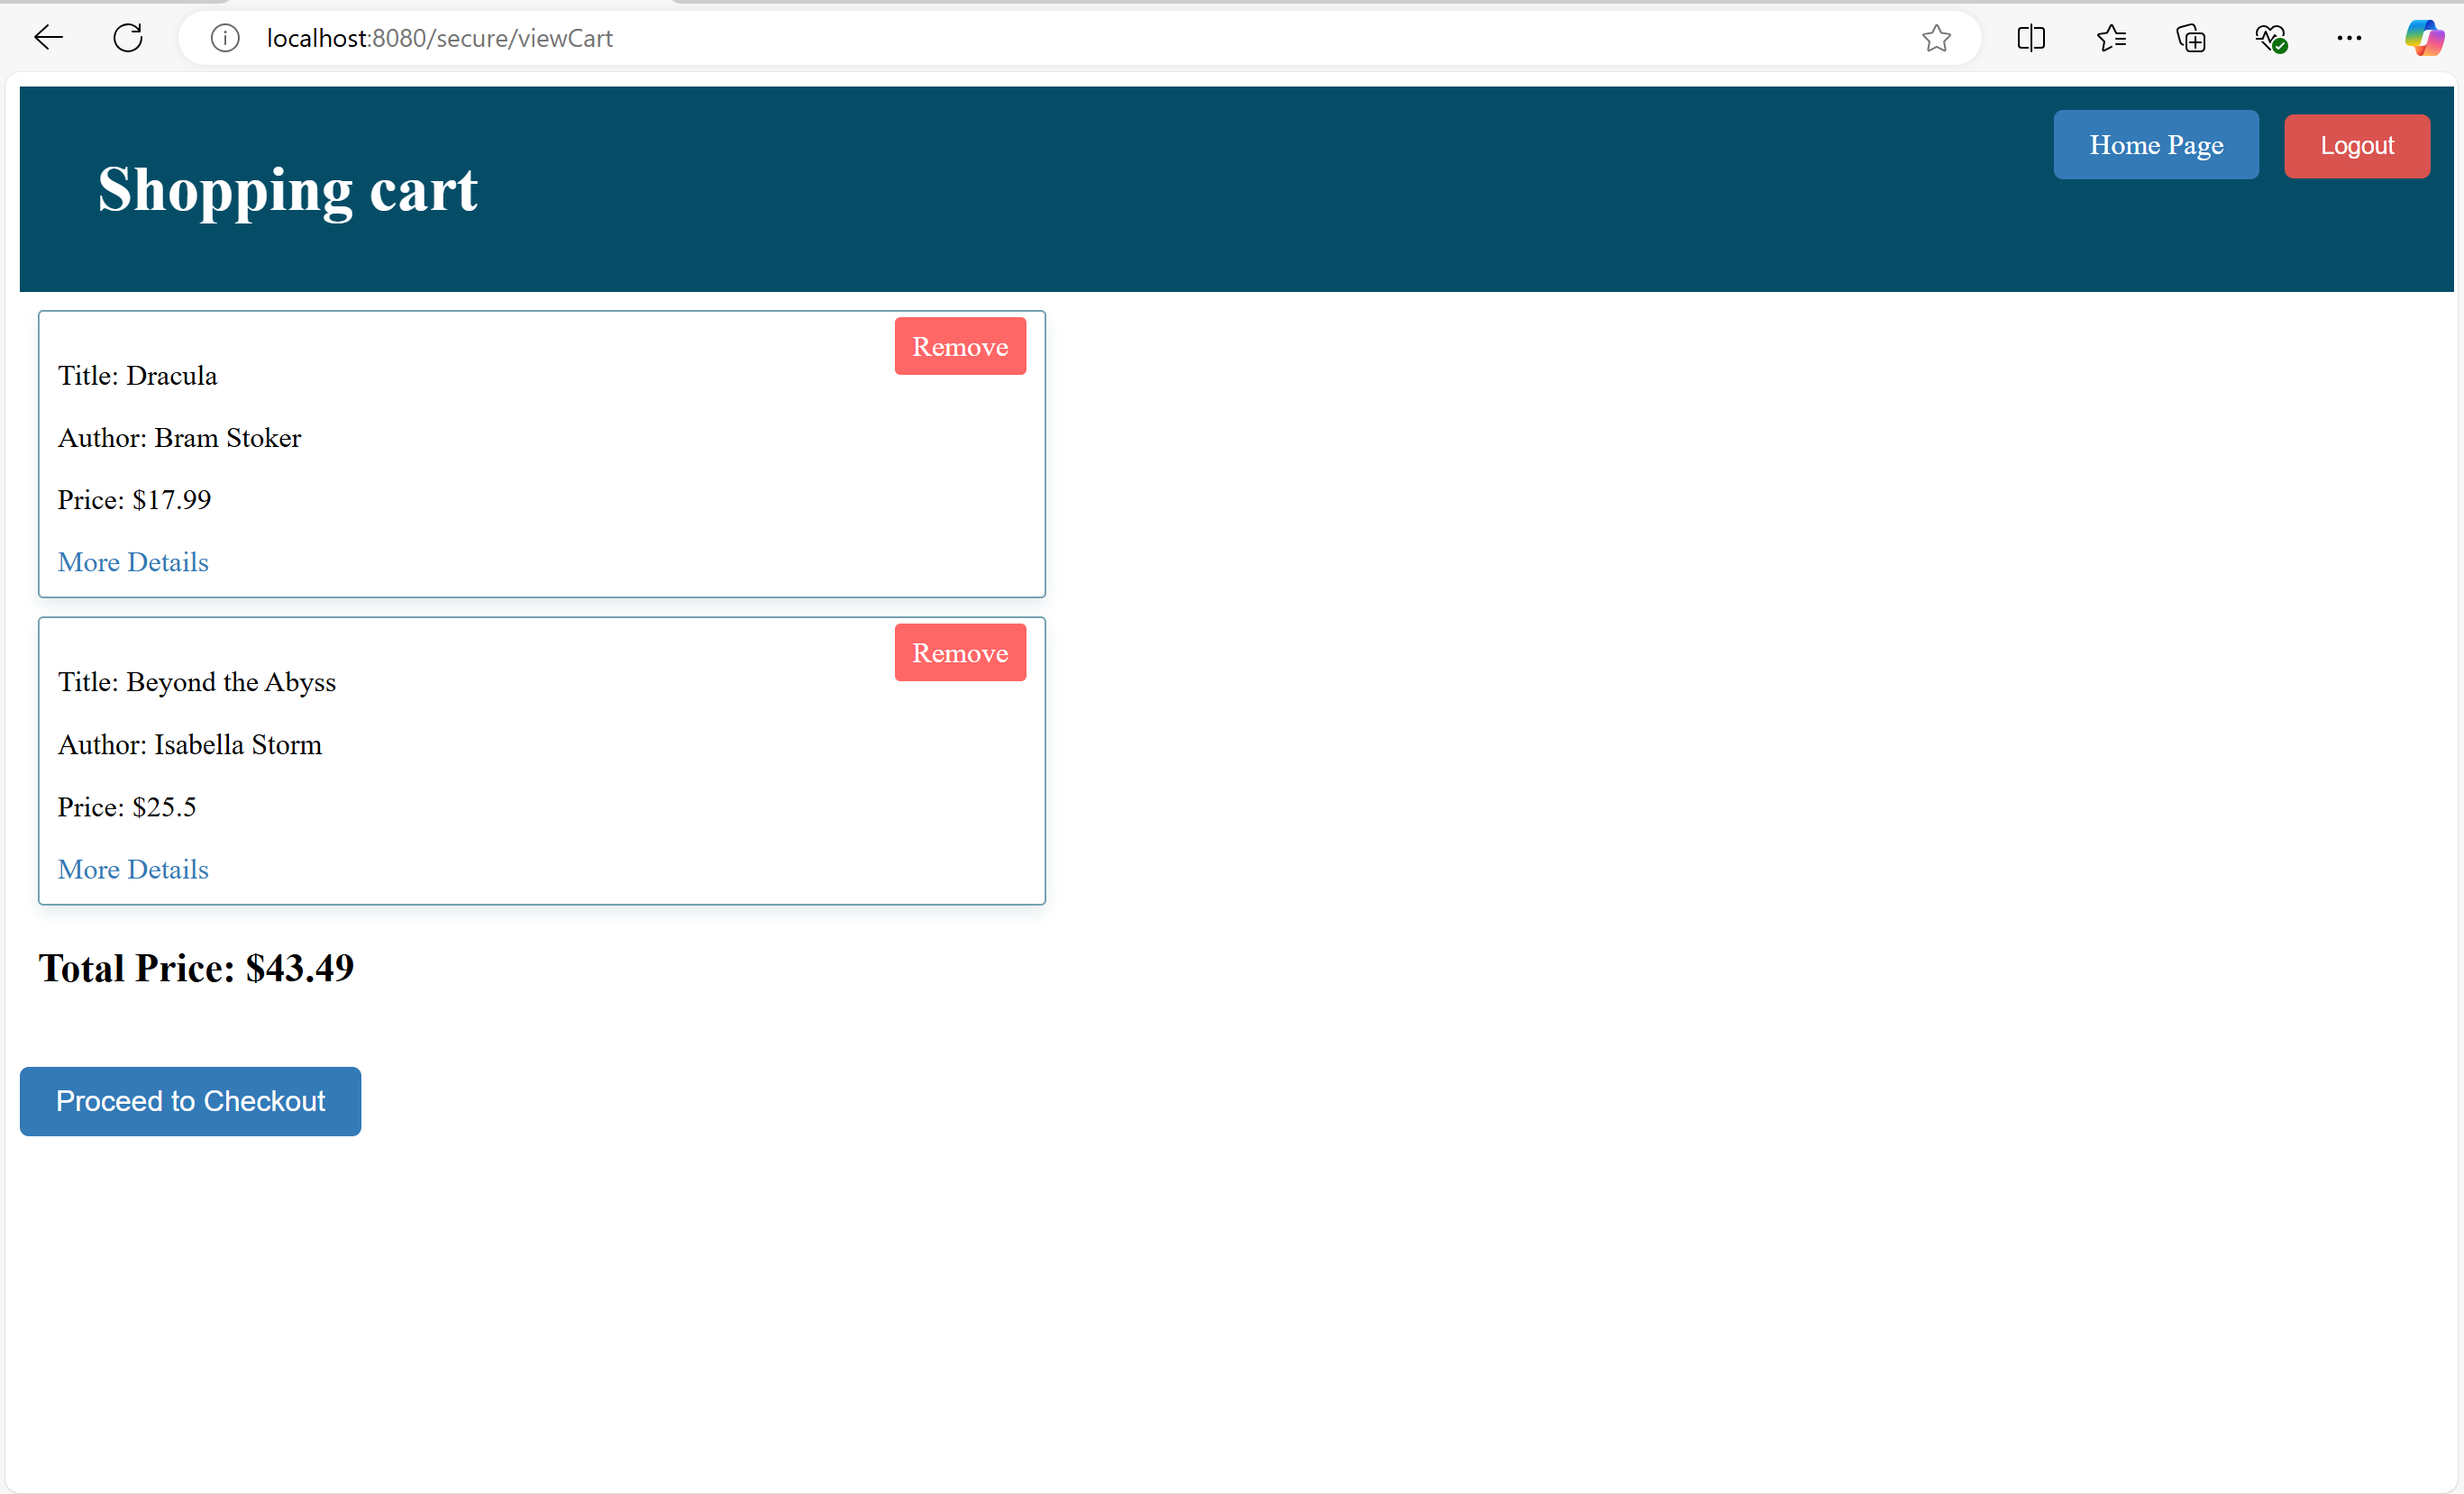 localhost:8080/secure/viewCart
Home Page
Logout
Shopping cart
Remove
Title: Dracula
Author: Bram Stoker
Price: $17.99
More Details
Remove
Title: Beyond the Abyss
Author: Isabella Storm
Price: $25.5
More Details
Total Price: $43.49
Proceed to Checkout